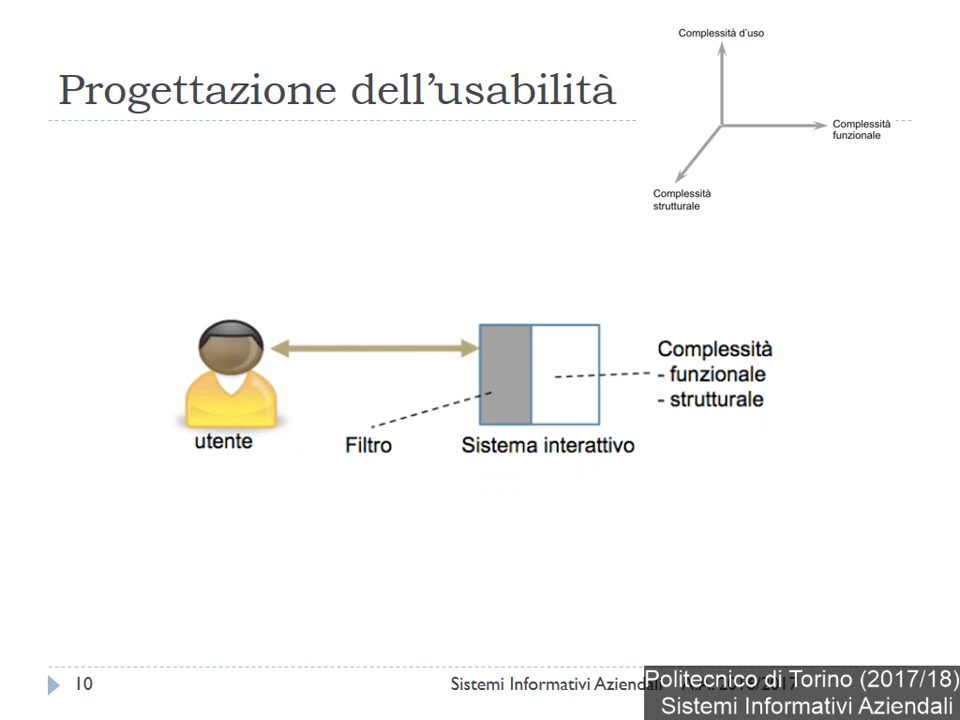 Complessità d'uso
Progettazione dell'usabilità
Complessità
funzionale
Complessità
strutturale
Complessità
- funzionale
- strutturale
utente
Filtro
Sistema interattivo
10
Sistemi Informativi Aziendali
Politecnico di Torino (2017/18)
Sistemi Informativi Aziendali